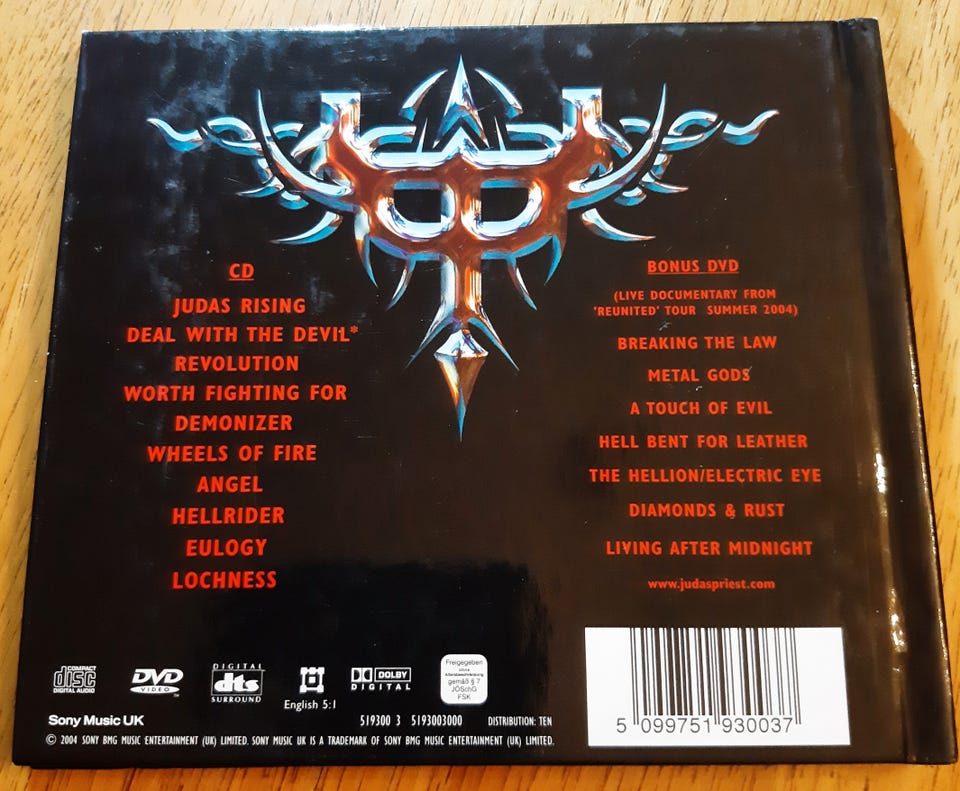 CD
JUDAS RISING
DEAL WITH THE DEVIL*
REVOLUTION
WORTH FIGHTING FOR
DEMONIZER
WHEELS OF FIRE
ANGEL
HELLRIDER
EULOGY
LOCHNESS
BONUS DVD
(LIVE DOCUMENTARY FROM
'REUNITED' TOUR SUMMER 2004)
BREAKING THE LAW
METAL GODS
A TOUCH OF EVIL
HELL BENT FOR LEATHER
THE HELLION/ELECTRIC EYE
DIAMONDS & RUST
LIVING AFTER MIDNIGHT
www.judaspriest.com
COMPACT
disc
DIGITAL AUDIO
DVD
VIDEO
DIGITAL
dts
SURROUND
English 5:1
DOLBY
DIGITAL
Freigegeben
ohne
Altersbeschränkung
gemäß § 7
JÖSchG
FSK
Sony Music UK
519300 3 5193003000 DISTRIBUTION: TEN
© 2004 SONY BMG MUSIC ENTERTAINMENT (UK) LIMITED. SONY MUSIC UK IS A TRADEMARK OF SONY BMG MUSIC ENTERTAINMENT (UK) LIMITED.
5 099751 930037